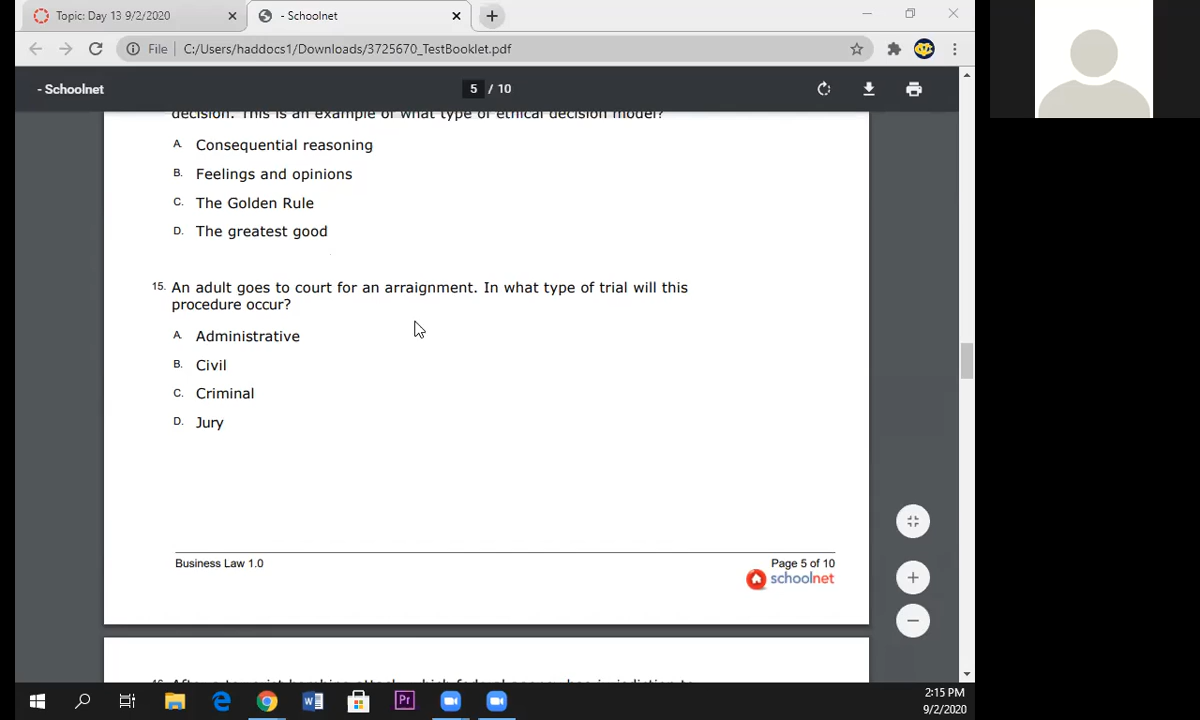 Topic: Day 13 9/2/2020
- Schoolnet
File
C:/Users/haddocs1/Downloads/3725670_TestBooklet.pdf
- Schoolnet
5 / 10
decision. This is an example of what type of ethical decision model?
A. Consequential reasoning
B. Feelings and opinions
C. The Golden Rule
D. The greatest good
15. An adult goes to court for an arraignment. In what type of trial will this
procedure occur?
A. Administrative
B. Civil
C. Criminal
D. Jury
Business Law 1.0
Page 5 of 10
schoolnet
W
Pr
2:15 PM
9/2/2020